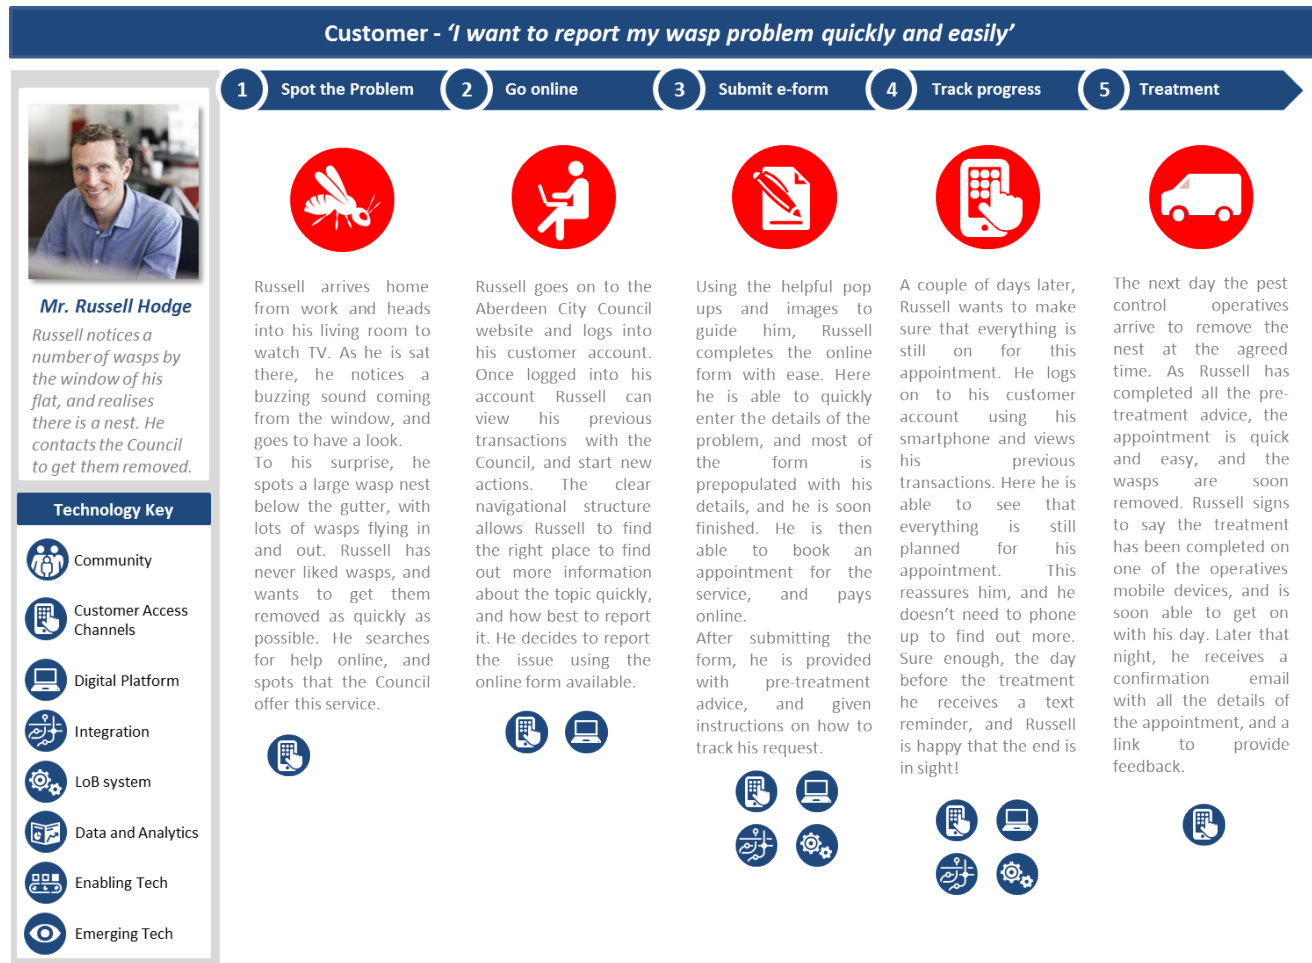 Customer - ‘I want to report my wasp problem quickly and easily’
1 Spot the Problem
2 Go online
3 Submit e-form
4 Track progress
5 Treatment
Mr. Russell Hodge
Russell notices a
number of wasps by
the window of his
flat, and realises
there is a nest. He
contacts the Council
to get them removed.
Technology Key
Community
Customer Access
Channels
Digital Platform
Integration
LoB system
Data and Analytics
Enabling Tech
Emerging Tech
Russell arrives home
from work and heads
into his living room to
watch TV. As he is sat
there, he notices a
buzzing sound coming
from the window, and
goes to have a look.
To his surprise, he
spots a large wasp nest
below the gutter, with
lots of wasps flying in
and out. Russell has
never liked wasps, and
wants to get them
removed as quickly as
possible. He searches
for help online, and
spots that the Council
offer this service.
Russell goes on to the
Aberdeen City Council
website and logs into
his customer account.
Once logged into his
account Russell can
view his previous
transactions with the
Council, and start new
actions. The clear
navigational structure
allows Russell to find
the right place to find
out more information
about the topic quickly,
and how best to report
it. He decides to report
the issue using the
online form available.
Using the helpful pop
ups and images to
guide him, Russell
completes the online
form with ease. Here
he is able to quickly
enter the details of the
problem, and most of
the form is
prepopulated with his
details, and he is soon
finished. He is then
able to book an
appointment for the
service, and pays
online.
After submitting the
form, he is provided
with pre-treatment
advice, and given
instructions on how to
track his request.
A couple of days later,
Russell wants to make
sure that everything is
still on for this
appointment. He logs
on to his customer
account using his
smartphone and views
his previous
transactions. Here he is
able to see that
everything is still
planned for his
appointment. This
reassures him, and he
doesn’t need to phone
up to find out more.
Sure enough, the day
before the treatment
he receives a text
reminder, and Russell
is happy that the end is
in sight!
The next day the pest
control operatives
arrive to remove the
nest at the agreed
time. As Russell has
completed all the pre-
treatment advice, the
appointment is quick
and easy, and the
wasps are soon
removed. Russell signs
to say the treatment
has been completed on
one of the operatives
mobile devices, and is
soon able to get on
with his day. Later that
night, he receives a
confirmation email
with all the details of
the appointment, and a
link to provide
feedback.